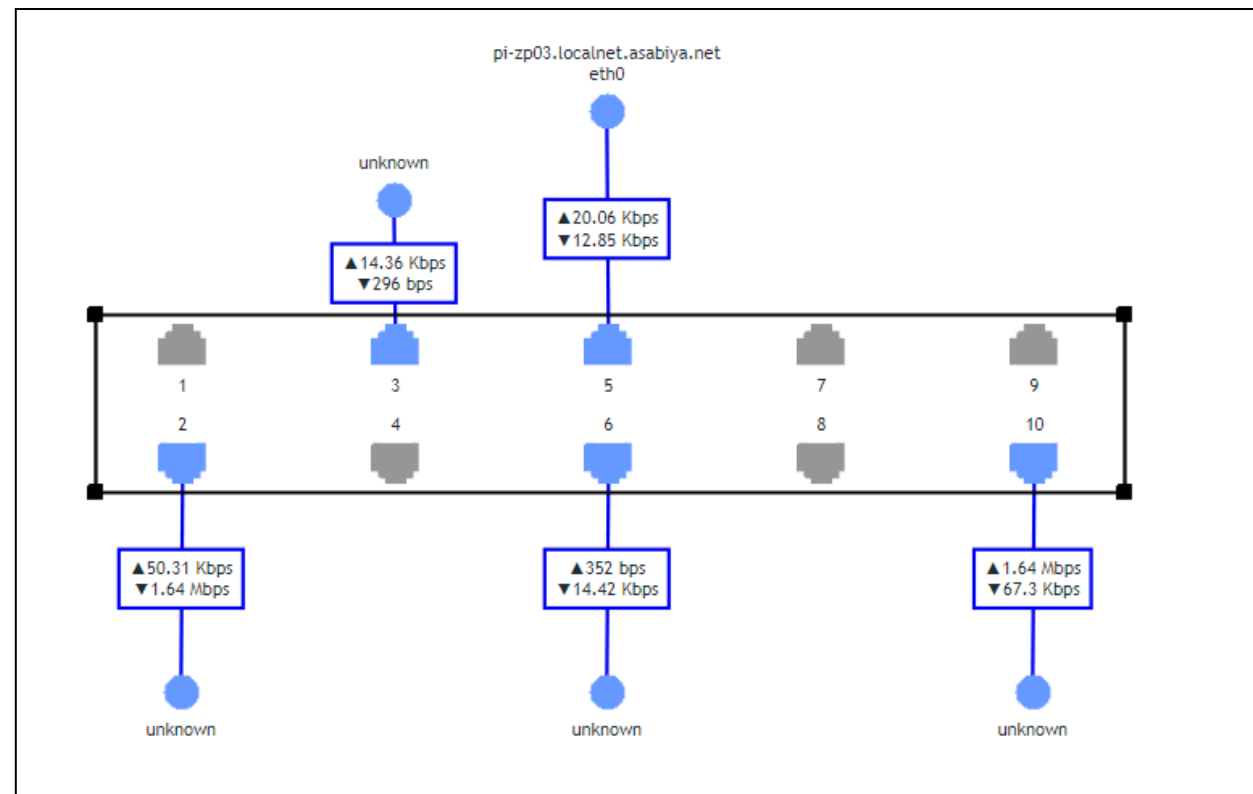 pi-zp03.localnet.asabiya.net
eth0
unknown
▲20.06 Kbps
▼12.85 Kbps
▲14.36 Kbps
▼296 bps
1 3 5 7 9
2 4 6 8 10
▲50.31 Kbps
▼1.64 Mbps
▲352 bps
▼14.42 Kbps
▲1.64 Mbps
▼67.3 Kbps
unknown unknown unknown